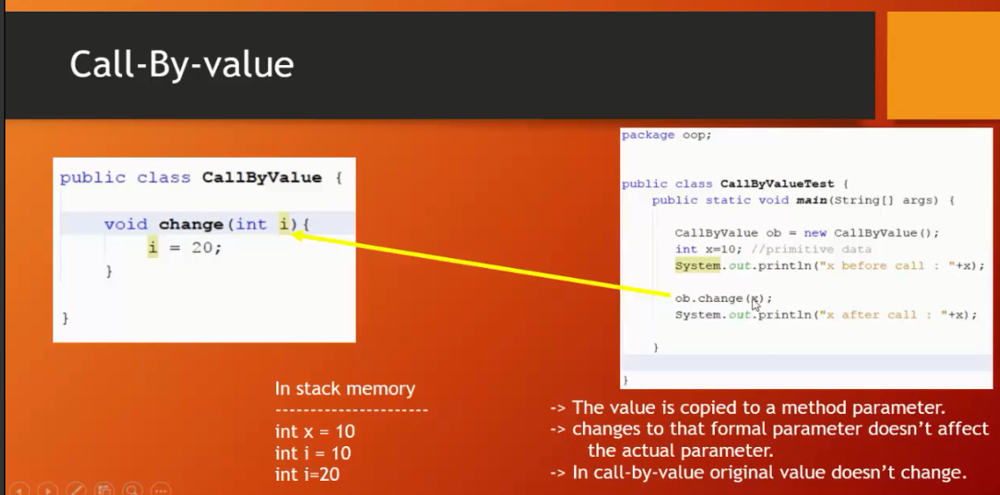 Call-By-value
public class CallByValue {
void change(int i){
i = 20;
}
}
package oop;
public class CallByValueTest {
public static void main(String[] args) {
CallByValue ob = new CallByValue();
int x=10; //primitive data
System.out.println("x before call : "+x);
ob.change(x);
System.out.println("x after call : "+x);
}
}
In stack memory
----------------------
int x = 10
int i = 10
int i=20
-> The value is copied to a method parameter.
-> changes to that formal parameter doesn't affect
the actual parameter.
-> In call-by-value original value doesn't change.